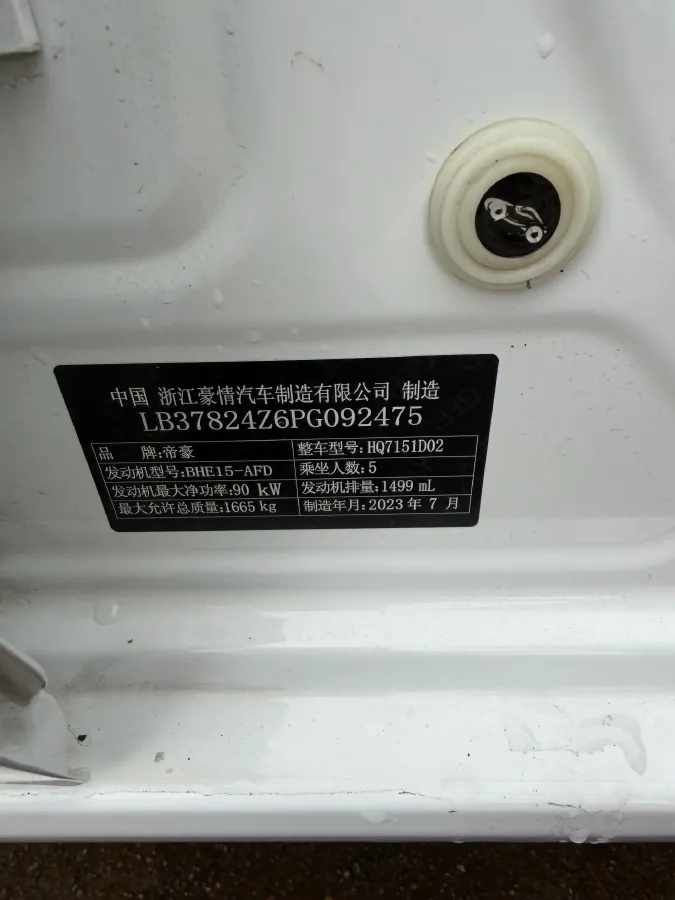 中国 浙江豪情汽车制造有限公司 制造
LB37824Z6PG092475
品 牌:帝豪 整车型号:HQ7151D02
发动机型号:BHE15-AFD 乘坐人数:5
发动机最大净功率:90 kW 发动机排量:1499 mL
最大允许总质量:1665 kg 制造年月:2023 年 7 月